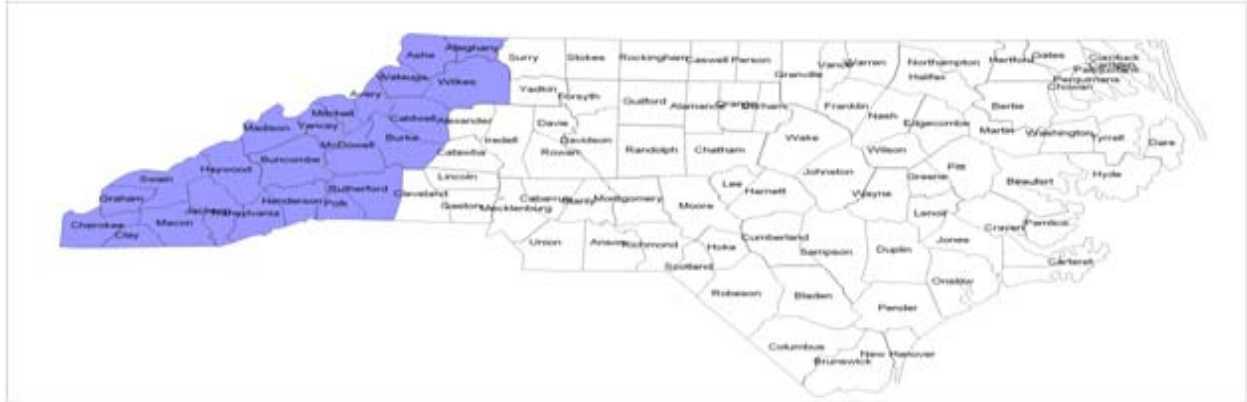 Ashe Alleghany Surry Stokes Rockingham Caswell Person Granville Vance Warren Northampton Hertford Gates
Watauga Wilkes Halifax Perquimans
Avery Yadkin Forsyth Chowan
Mitchell Guilford Alamance Orange Durham Franklin Bertie
Caldwell Alexander Nash
Madison Yancey Davie Edgecombe
Burke Iredell Davidson Wake Martin Washington Tyrrell
McDowell Catawba Rowan Randolph Chatham Wilson Dare
Buncombe
Haywood Pitt
Swain Lincoln Johnston Greene Hyde
Rutherford Cleveland Lee Harnett Wayne Beaufort
Graham Henderson Polk Gaston Cabarrus Stanly Montgomery
Jackson Transylvania Mecklenburg Moore Lenoir
Cherokee Macon Craven Pamlico
Clay Union Anson Richmond Hoke Cumberland Sampson Duplin Jones
Scotland Carteret
Robeson Bladen Onslow
Pender
Columbus
Brunswick New Hanover